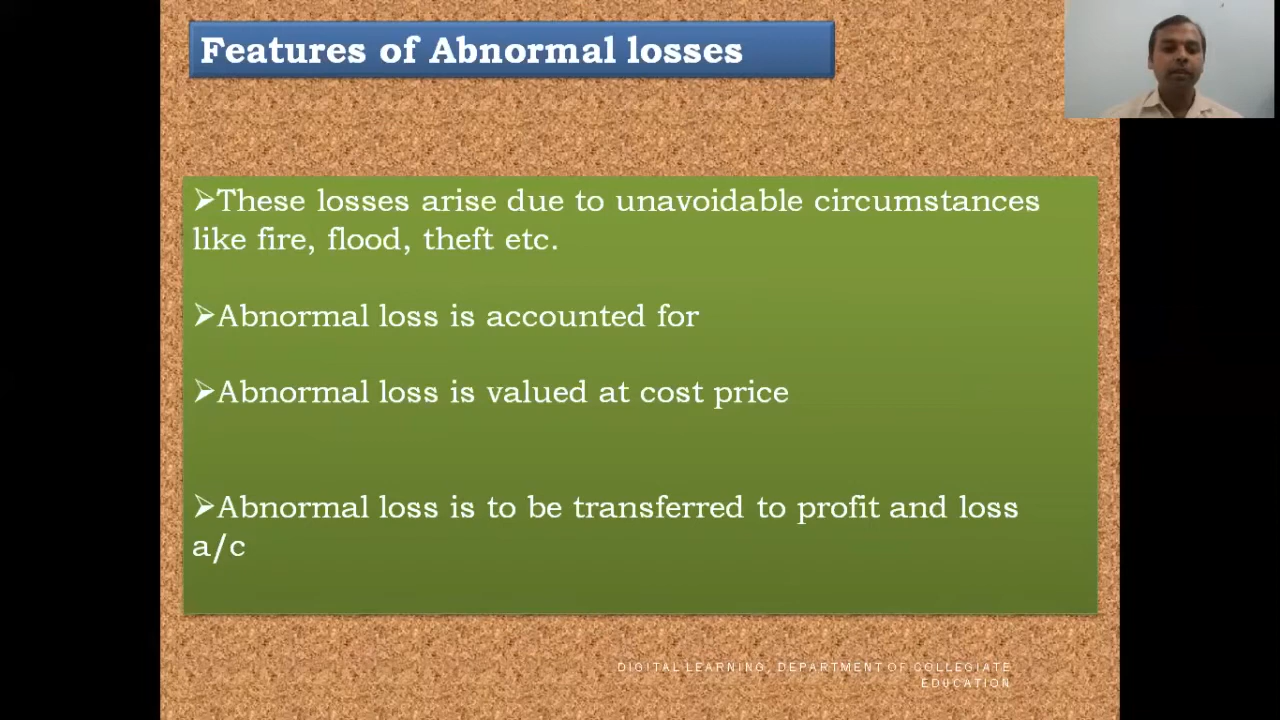 Features of Abnormal losses
➢These losses arise due to unavoidable circumstances
like fire, flood, theft etc.
➢Abnormal loss is accounted for
➢Abnormal loss is valued at cost price
➢Abnormal loss is to be transferred to profit and loss
a/c
DIGITAL LEARNING, DEPARTMENT OF COLLEGIATE
EDUCATION